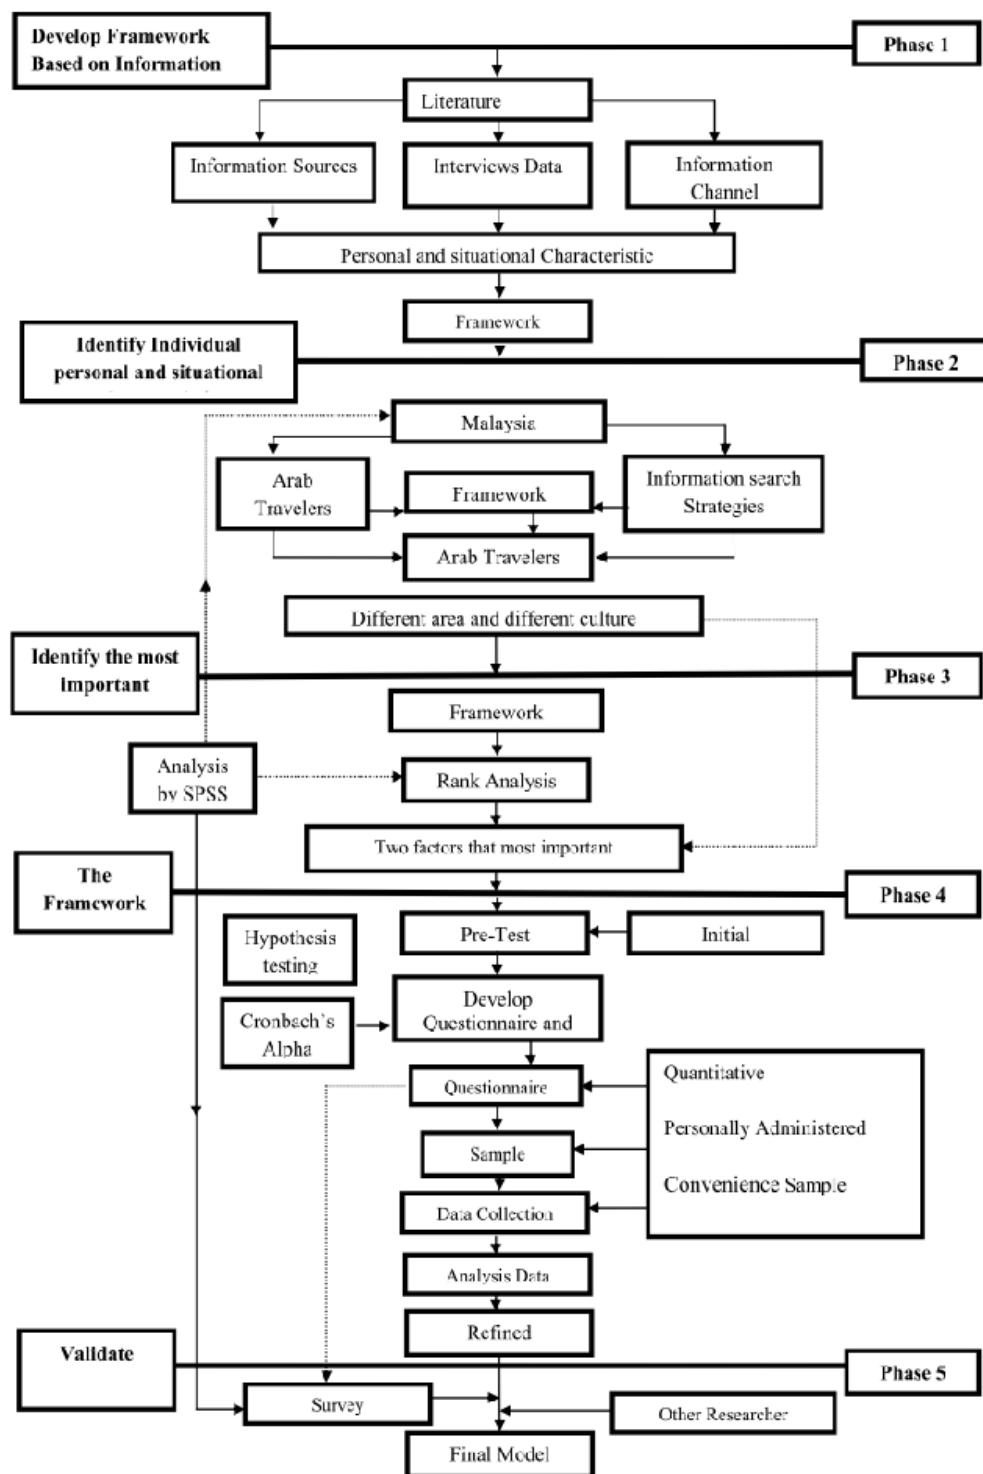 Develop Framework
Based on Information
Phase 1
Literature
Information Sources
Interviews Data
Information
Channel
Personal and situational Characteristic
Framework
Identify Individual
personal and situational
Phase 2
Malaysia
Arab
Travelers
Framework
Information search
Strategies
Arab Travelers
Different area and different culture
Identify the most
important
Phase 3
Framework
Analysis
by SPSS
Rank Analysis
Two factors that most important
The
Framework
Phase 4
Pre-Test
Initial
Hypothesis
testing
Develop
Questionnaire and
Cronbach's
Alpha
Questionnaire
Quantitative
Personally Administered
Convenience Sample
Sample
Data Collection
Analysis Data
Refined
Validate
Phase 5
Survey
Other Researcher
Final Model